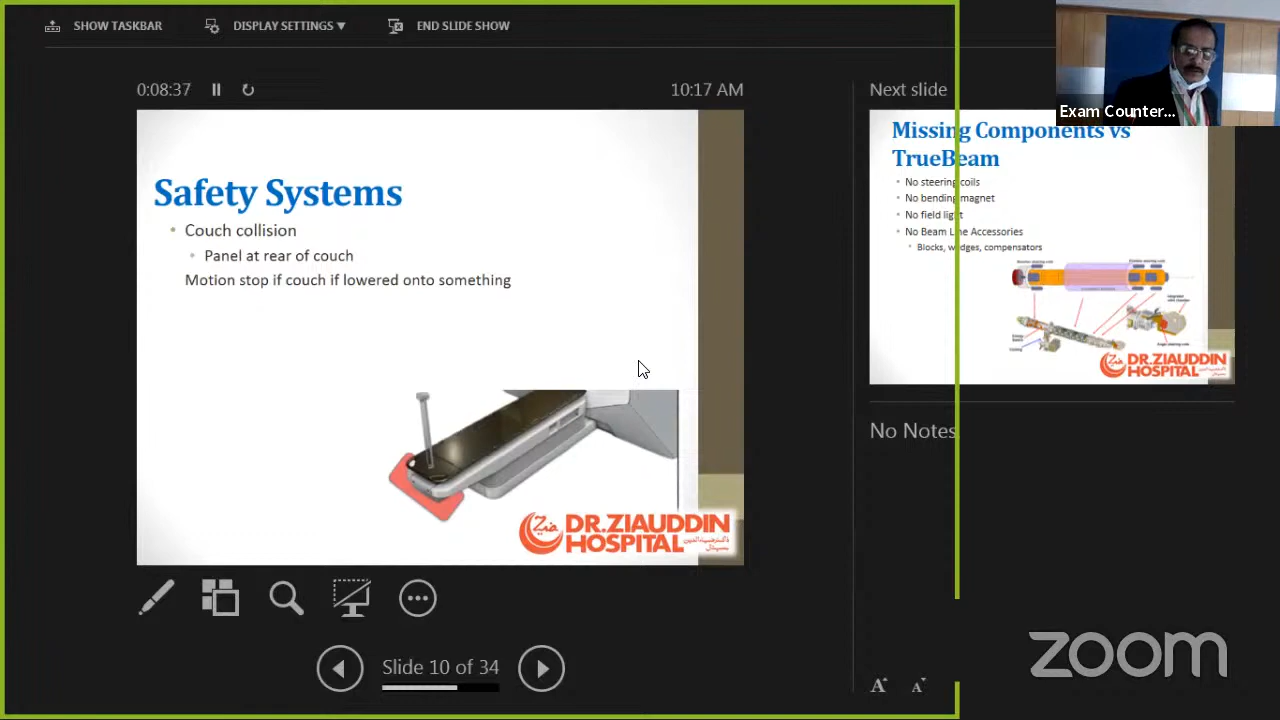 SHOW TASKBAR
DISPLAY SETTINGS ▼
END SLIDE SHOW
0:08:37
10:17 AM
Safety Systems
• Couch collision
• Panel at rear of couch
Motion stop if couch if lowered onto something
Zia
DR.ZIAUDDIN
HOSPITAL
Slide 10 of 34
Next slide
Exam Counter...
Missing Components vs
TrueBeam
• No steering coils
• No bending magnet
• No field light
• No Beam Line Accessories
• Blocks, wedges, compensators
DR.ZIAUDDIN
HOSPITAL
No Notes
A A
zoom